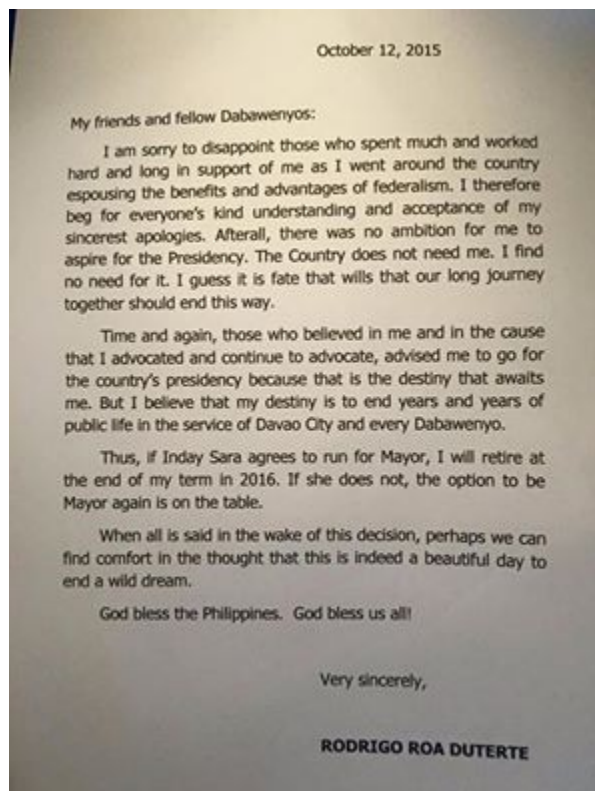 October 12, 2015
My friends and fellow Dabawenyos:
I am sorry to disappoint those who spent much and worked
hard and long in support of me as I went around the country
espousing the benefits and advantages of federalism. I therefore
beg for everyone's kind understanding and acceptance of my
sincerest apologies. Afterall, there was no ambition for me to
aspire for the Presidency. The Country does not need me. I find
no need for it. I guess it is fate that wills that our long journey
together should end this way.
Time and again, those who believed in me and in the cause
that I advocated and continue to advocate, advised me to go for
the country's presidency because that is the destiny that awaits
me. But I believe that my destiny is to end years and years of
public life in the service of Davao City and every Dabawenyo.
Thus, if Inday Sara agrees to run for Mayor, I will retire at
the end of my term in 2016. If she does not, the option to be
Mayor again is on the table.
When all is said in the wake of this decision, perhaps we can
find comfort in the thought that this is indeed a beautiful day to
end a wild dream.
God bless the Philippines. God bless us all!
Very sincerely,
RODRIGO ROA DUTERTE